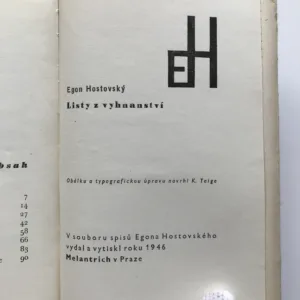 EH
Egon Hostovský
Listy z vyhnanství
Obálku a typografickou úpravu navrhl K. Teige
V souboru spisů Egona Hostovského
vydal a vytiskl roku 1946
Melantrich v Praze
bsah
7
14
27
42
58
66
83
e 90